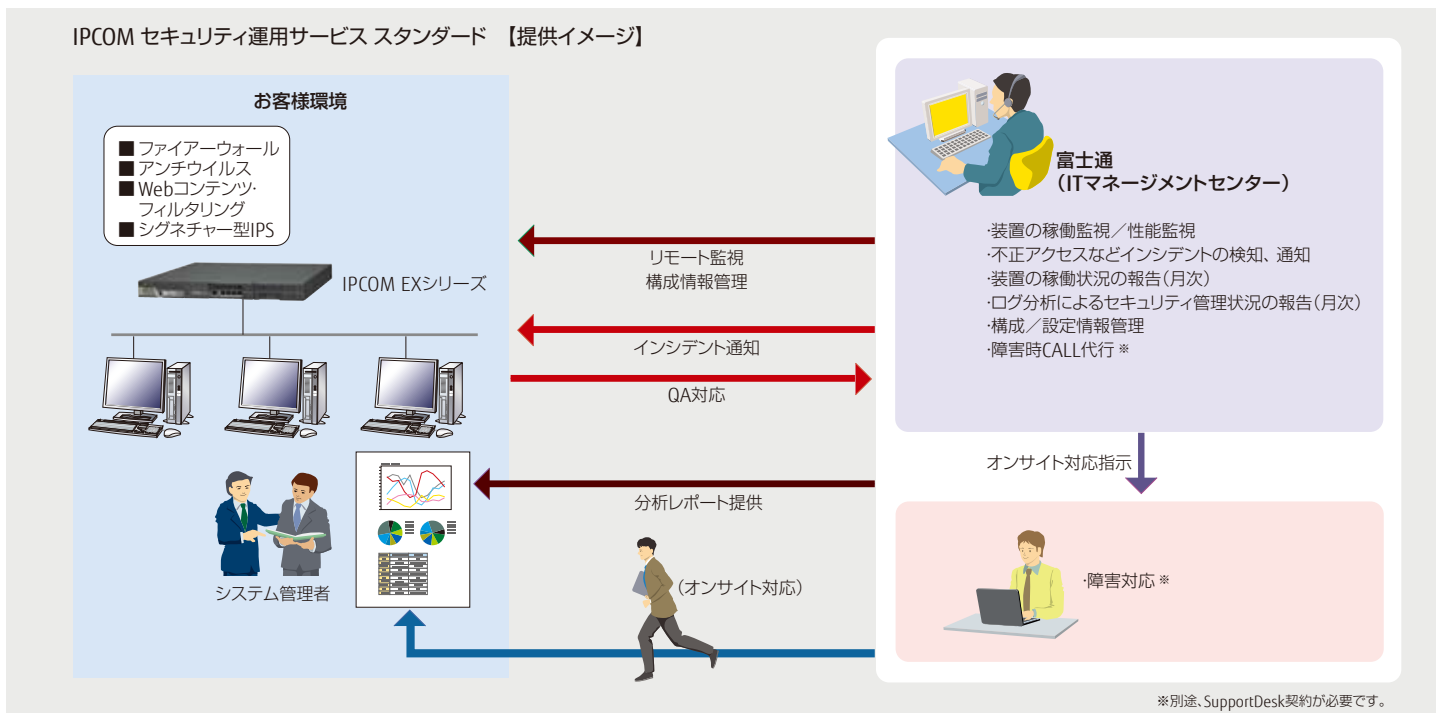 IPCOM セキュリティ運用サービス スタンダード 【提供イメージ】
お客様環境
■ ファイアーウォール
■ アンチウイルス
■ Webコンテンツ・
フィルタリング
■ シグネチャー型IPS
IPCOM EXシリーズ
システム管理者
リモート監視
構成情報管理
インシデント通知
QA対応
分析レポート提供
(オンサイト対応)
富士通
(ITマネージメントセンター)
・装置の稼働監視／性能監視
・不正アクセスなどインシデントの検知、通知
・装置の稼働状況の報告(月次)
・ログ分析によるセキュリティ管理状況の報告(月次)
・構成／設定情報管理
・障害時CALL代行※
オンサイト対応指示
・障害対応※
※別途、SupportDesk契約が必要です。